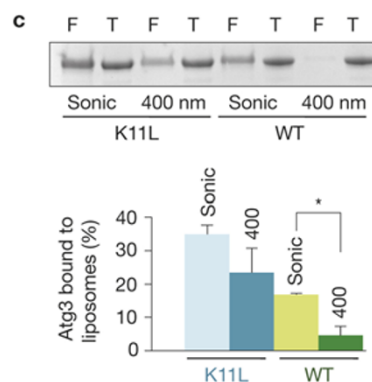 c
F T F T F T F T
Sonic 400 nm Sonic 400 nm
K11L WT
Atg3 bound to
liposomes (%)
40
30
20
10
0
Sonic
400
Sonic
400
*
K11L WT